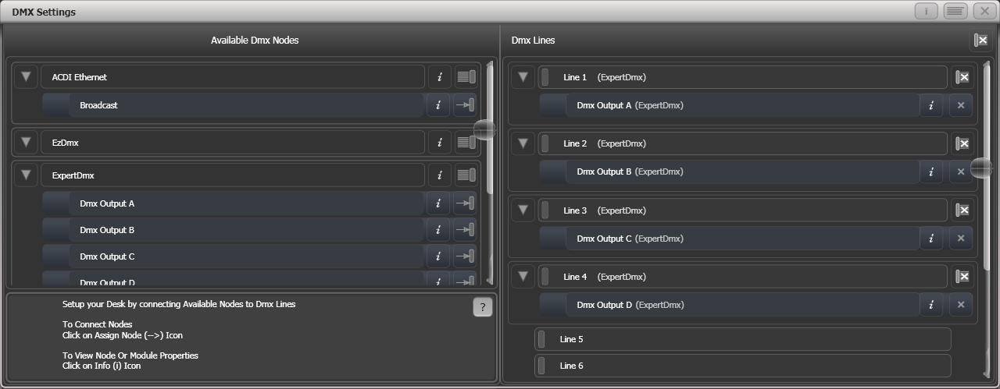 DMX Settings
i
Available Dmx Nodes
ACDI Ethernet
i
Broadcast
i
EzDmx
i
ExpertDmx
i
Dmx Output A
i
Dmx Output B
i
Dmx Output C
i
Dmx Output D
i
Setup your Desk by connecting Available Nodes to Dmx Lines
?
To Connect Nodes
Click on Assign Node (-->) Icon
To View Node Or Module Properties
Click on Info (i) Icon
Dmx Lines
Line 1 (ExpertDmx)
Dmx Output A (ExpertDmx)
i
Line 2 (ExpertDmx)
Dmx Output B (ExpertDmx)
i
Line 3 (ExpertDmx)
Dmx Output C (ExpertDmx)
i
Line 4 (ExpertDmx)
Dmx Output D (ExpertDmx)
i
Line 5
Line 6